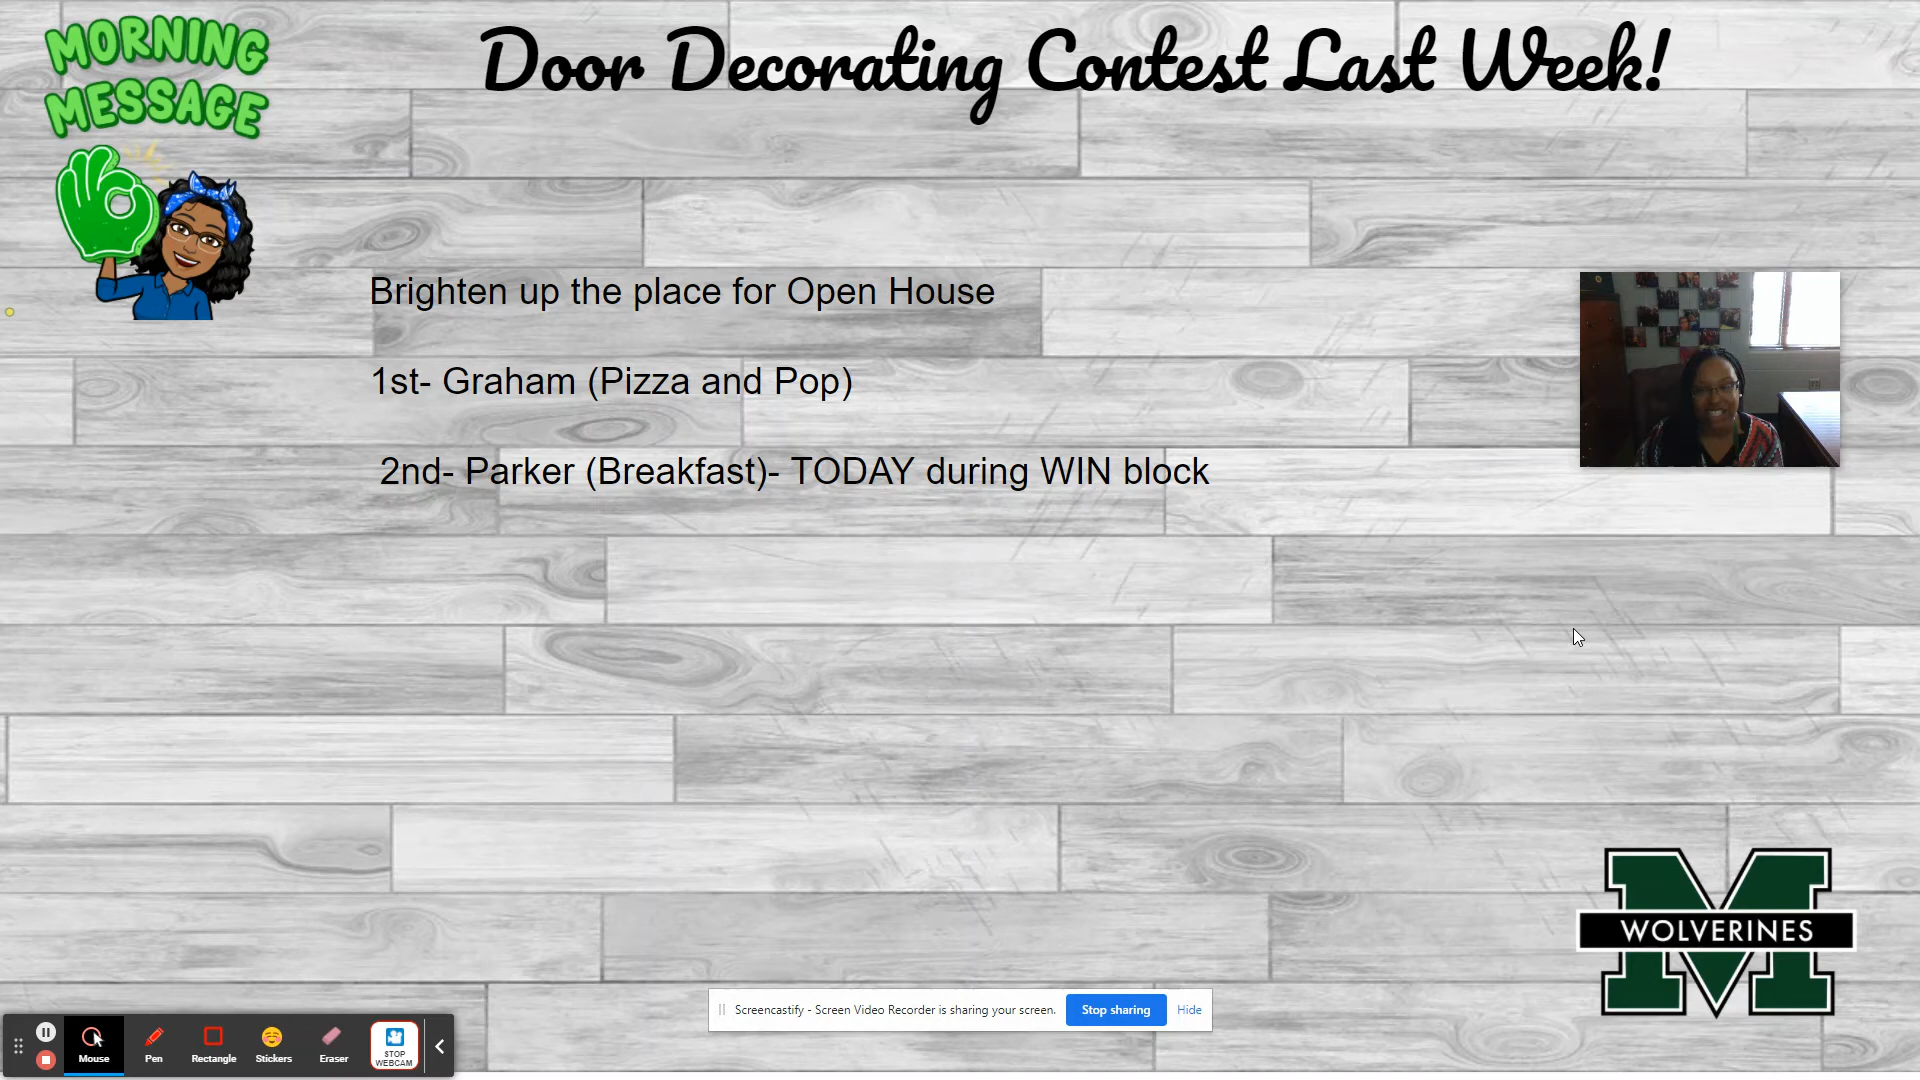 MORNING
MESSAGE
Door Decorating Contest Last Week!
Brighten up the place for Open House
1st- Graham (Pizza and Pop)
2nd- Parker (Breakfast)- TODAY during WIN block
WOLVERINES
Screencastify - Screen Video Recorder is sharing your screen.
Stop sharing
Hide
Mouse
Pen
Rectangle
Stickers
Eraser
STOP
WEBCAM